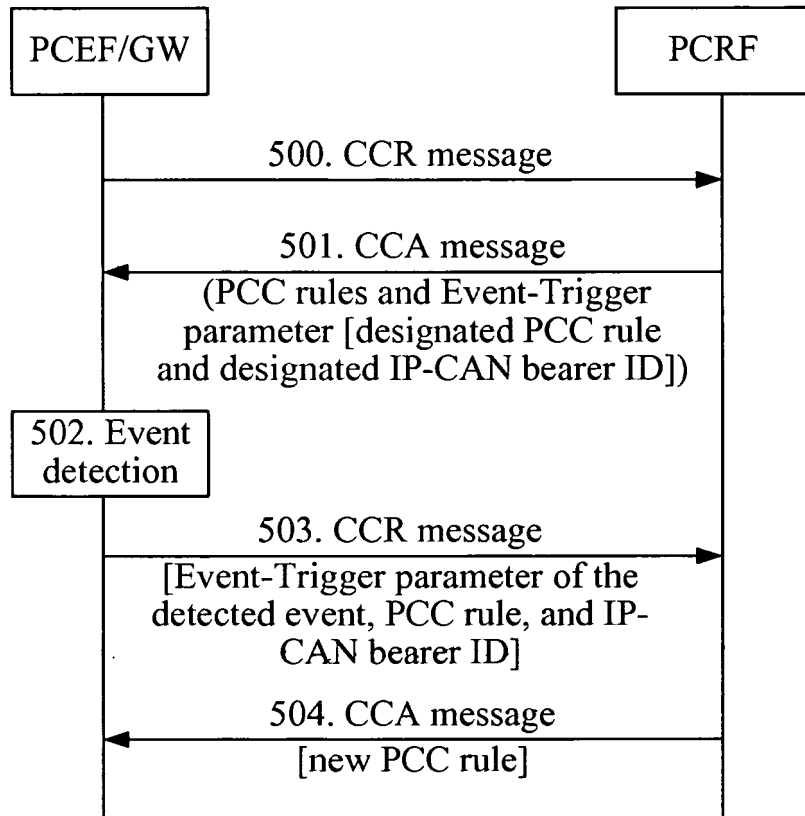 PCEF/GW
PCRF
500. CCR message
501. CCA message
(PCC rules and Event-Trigger
parameter [designated PCC rule
and designated IP-CAN bearer ID])
502. Event
detection
503. CCR message
[Event-Trigger parameter of the
detected event, PCC rule, and IP-
CAN bearer ID]
504. CCA message
[new PCC rule]